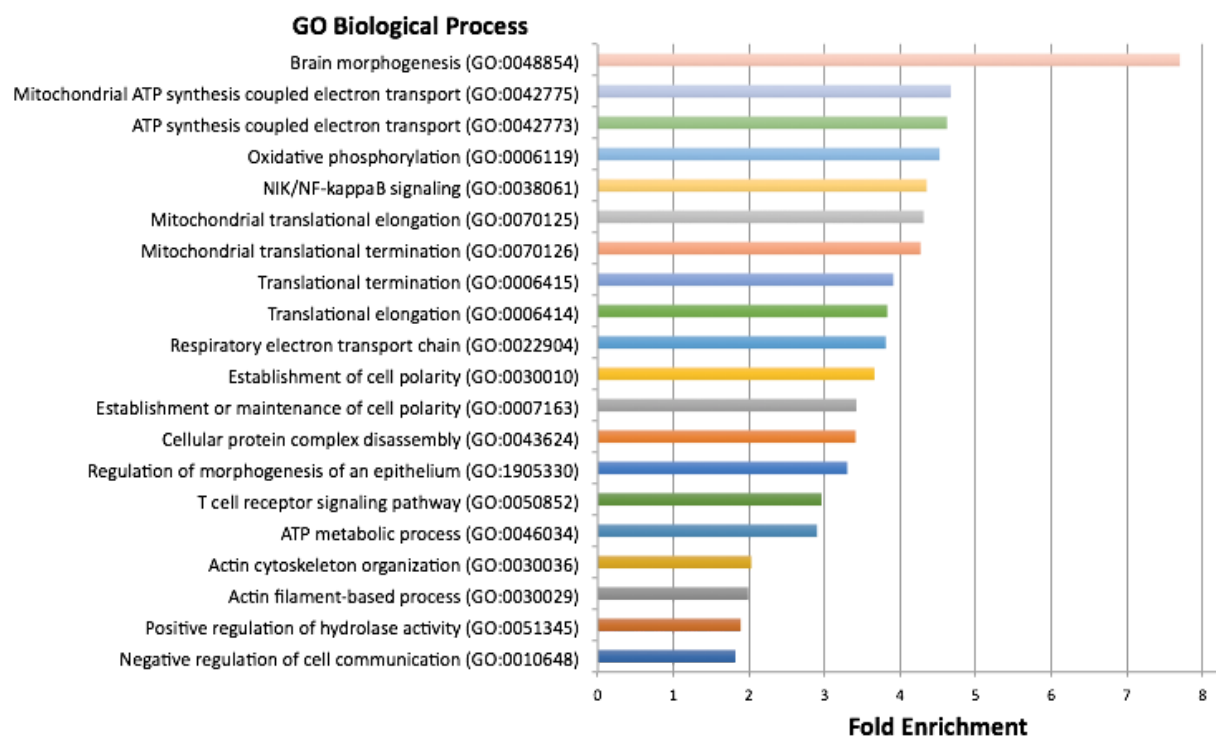 GO Biological Process
Brain morphogenesis (GO:0048854)
Mitochondrial ATP synthesis coupled electron transport (GO:0042775)
ATP synthesis coupled electron transport (GO:0042773)
Oxidative phosphorylation (GO:0006119)
NIK/NF-kappaB signaling (GO:0038061)
Mitochondrial translational elongation (GO:0070125)
Mitochondrial translational termination (GO:0070126)
Translational termination (GO:0006415)
Translational elongation (GO:0006414)
Respiratory electron transport chain (GO:0022904)
Establishment of cell polarity (GO:0030010)
Establishment or maintenance of cell polarity (GO:0007163)
Cellular protein complex disassembly (GO:0043624)
Regulation of morphogenesis of an epithelium (GO:1905330)
T cell receptor signaling pathway (GO:0050852)
ATP metabolic process (GO:0046034)
Actin cytoskeleton organization (GO:0030036)
Actin filament-based process (GO:0030029)
Positive regulation of hydrolase activity (GO:0051345)
Negative regulation of cell communication (GO:0010648)
0 1 2 3 4 5 6 7 8
Fold Enrichment